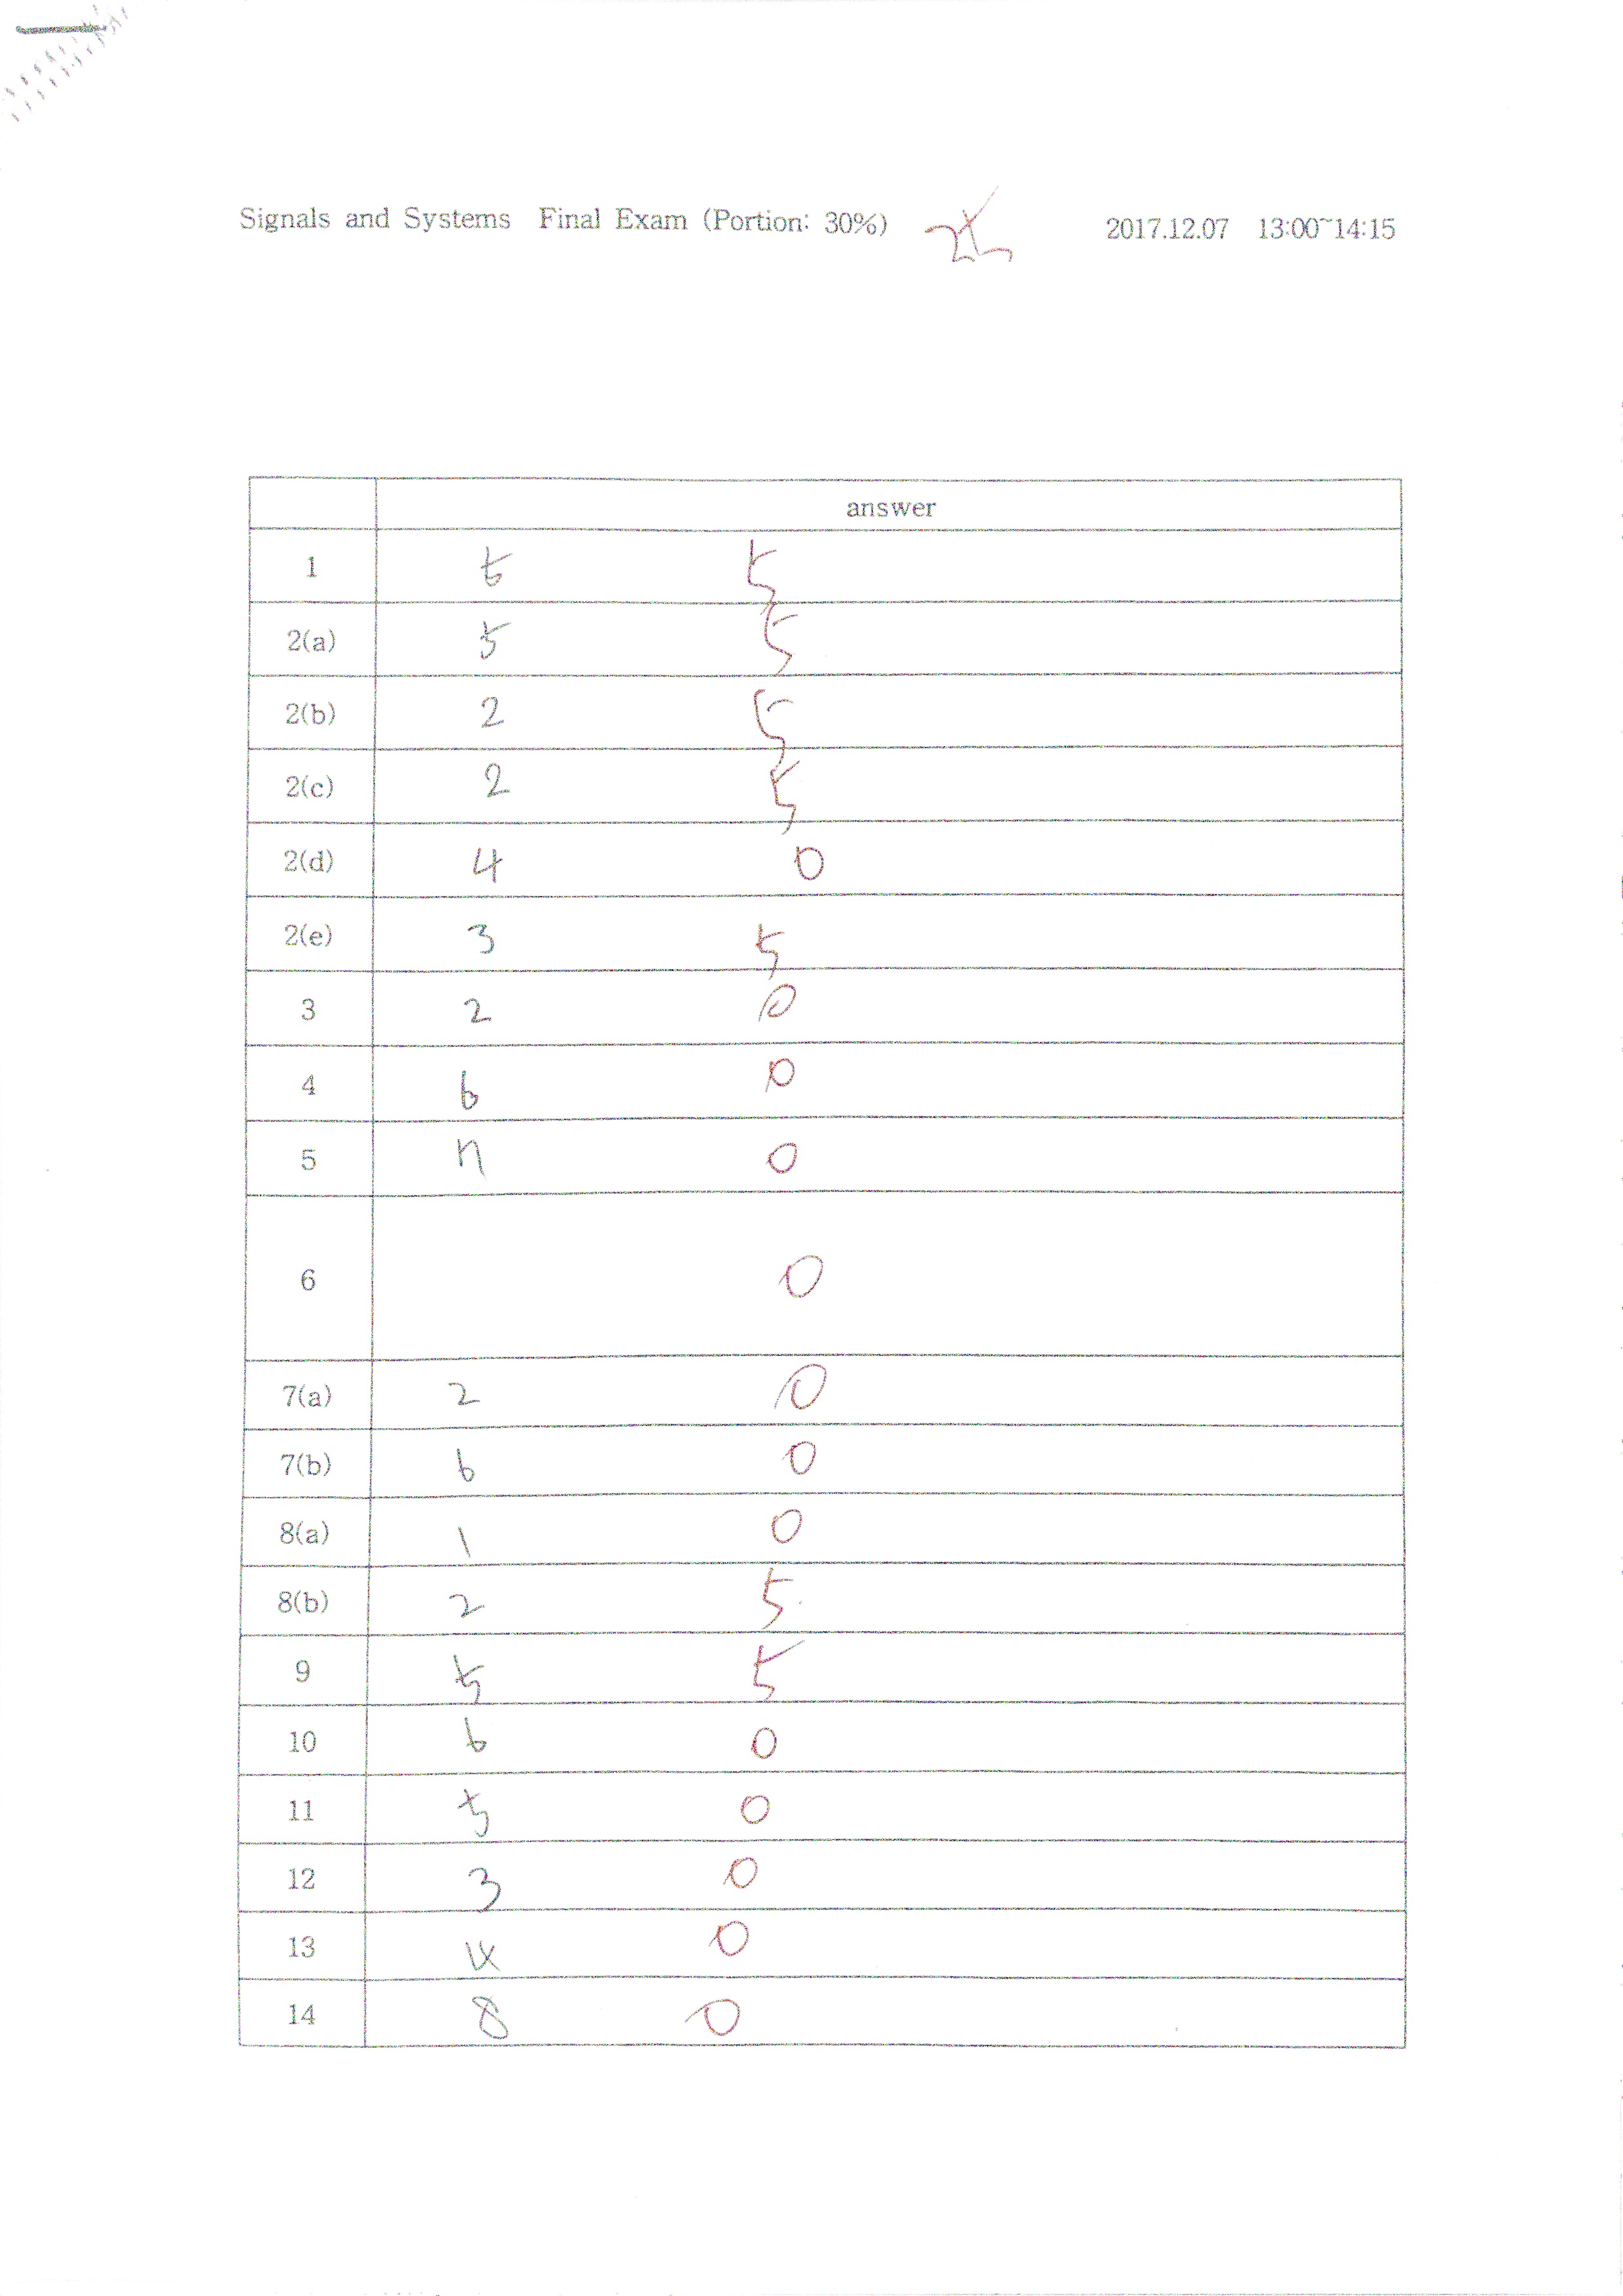 Signals and Systems Final Exam (Portion: 30%) 2017.12.07 13:00~14:15
answer
1 5 5
2(a) 5 5
2(b) 2 5
2(c) 2 5
2(d) 4 0
2(e) 3 5
3 2 0
4 6 0
5 n 0
6 0
7(a) 2 0
7(b) 6 0
8(a) 1 0
8(b) 2 5
9 5 5
10 6 0
11 5 0
12 3 0
13 4 0
14 8 0